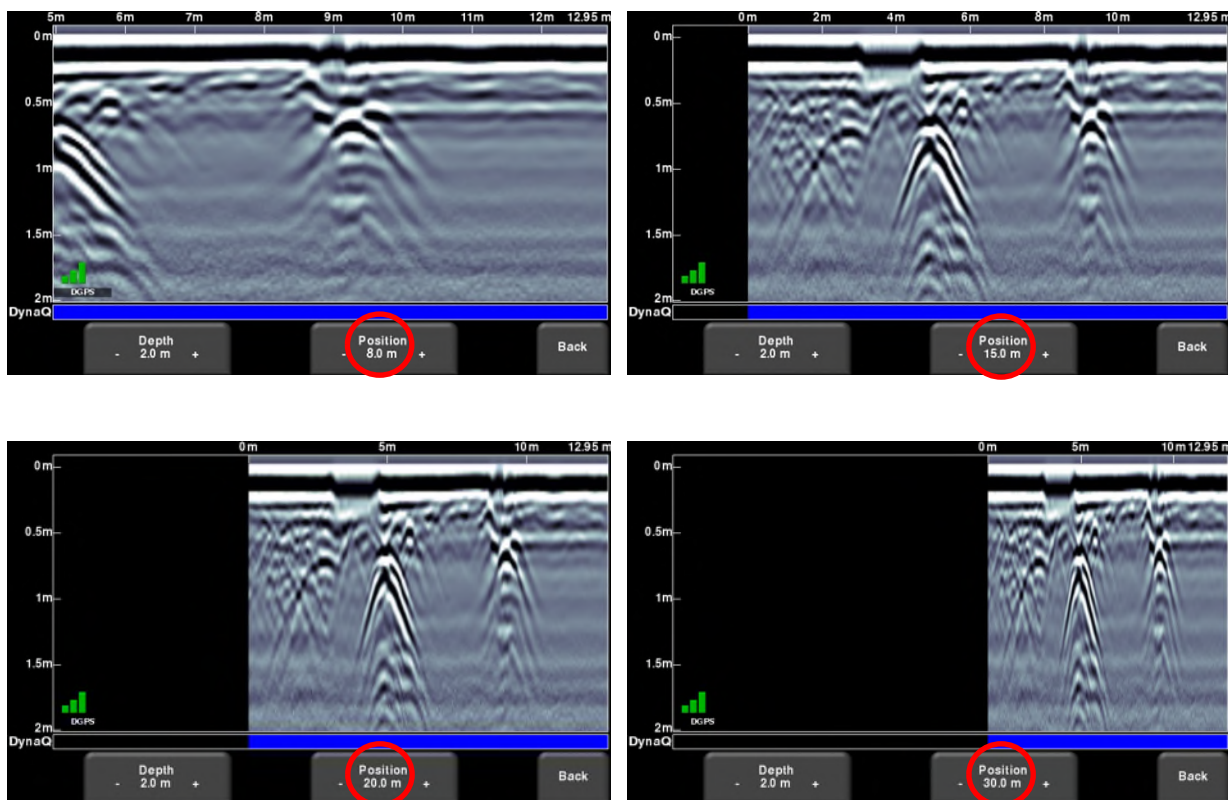 5m 6m 7m 8m 9m 10m 11m 12m 12.95 m
0m
0.5m
1m
1.5m
2m
DGPS
DynaQ
Depth Position
- 2.0 m + - 8.0 m + Back
0m 2m 4m 6m 8m 10m 12.95 m
0m
0.5m
1m
1.5m
2m
DGPS
DynaQ
Depth Position
- 2.0 m + - 15.0 m + Back
0m 5m 10m 12.95 m
0m
0.5m
1m
1.5m
2m
DGPS
DynaQ
Depth Position
- 2.0 m + - 20.0 m + Back
0m 5m 10m 12.95 m
0m
0.5m
1m
1.5m
2m
DGPS
DynaQ
Depth Position
- 2.0 m + - 30.0 m + Back